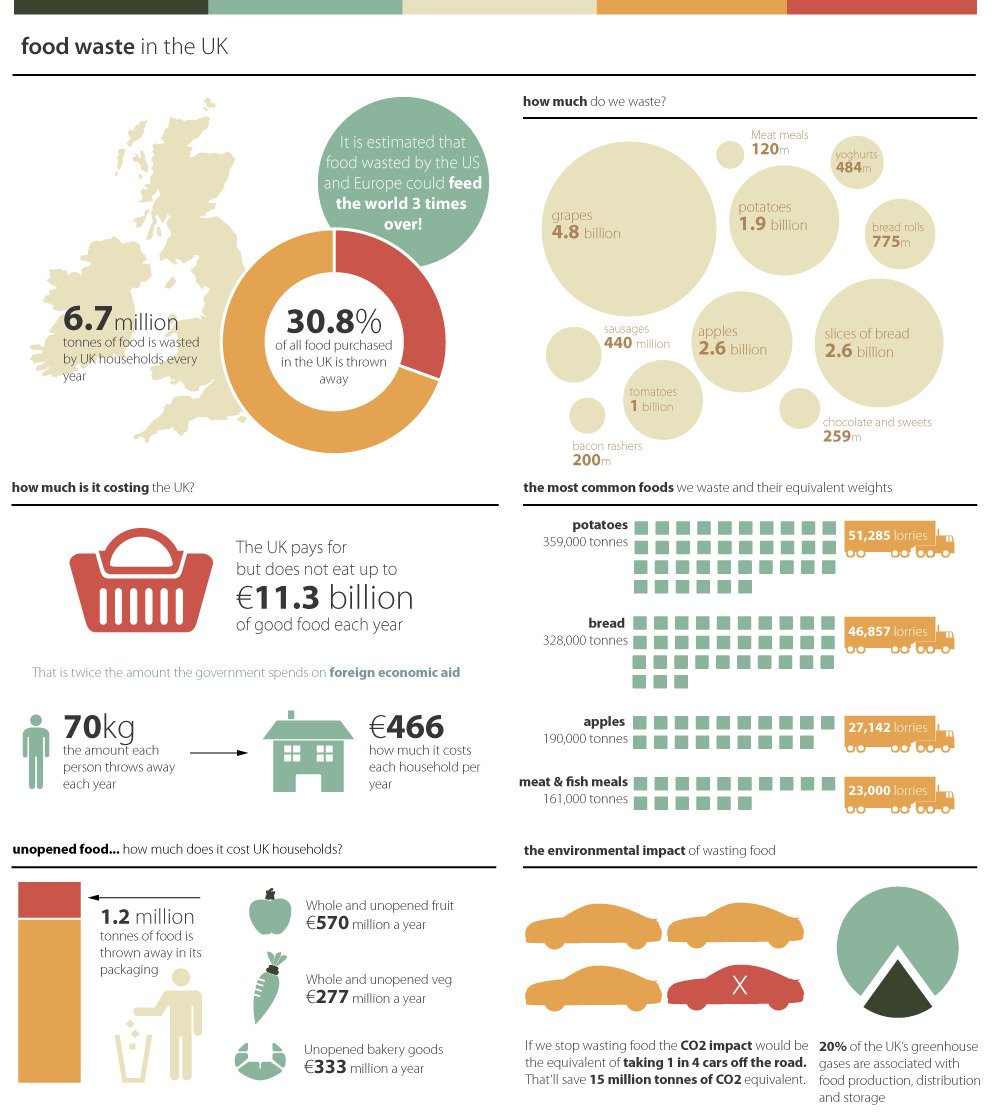 food waste in the UK
It is estimated that
food wasted by the US
and Europe could feed
the world 3 times
over!
6.7 million
tonnes of food is wasted
by UK households every
year
30.8%
of all food purchased
in the UK is thrown
away
how much do we waste?
Meat meals
120m
yoghurts
484m
grapes
4.8 billion
potatoes
1.9 billion
bread rolls
775m
sausages
440 million
apples
2.6 billion
slices of bread
2.6 billion
tomatoes
1 billion
chocolate and sweets
259m
bacon rashers
200m
how much is it costing the UK?
The UK pays for
but does not eat up to
€11.3 billion
of good food each year
That is twice the amount the government spends on foreign economic aid
70kg
the amount each
person throws away
each year
€466
how much it costs
each household per
year
the most common foods we waste and their equivalent weights
potatoes
359,000 tonnes
51,285 lorries
bread
328,000 tonnes
46,857 lorries
apples
190,000 tonnes
27,142 lorries
meat & fish meals
161,000 tonnes
23,000 lorries
unopened food... how much does it cost UK households?
1.2 million
tonnes of food is
thrown away in its
packaging
Whole and unopened fruit
€570 million a year
Whole and unopened veg
€277 million a year
Unopened bakery goods
€333 million a year
the environmental impact of wasting food
X
If we stop wasting food the CO2 impact would be
the equivalent of taking 1 in 4 cars off the road.
That'll save 15 million tonnes of CO2 equivalent.
20% of the UK's greenhouse
gases are associated with
food production, distribution
and storage